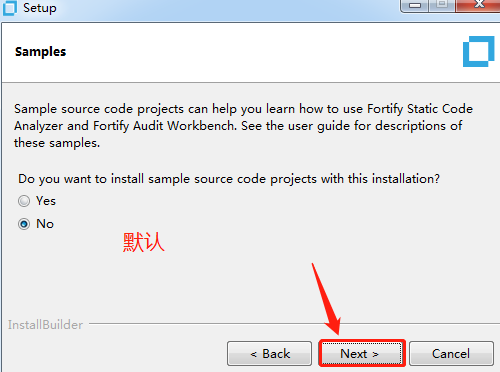 Setup
Samples
Sample source code projects can help you learn how to use Fortify Static Code
Analyzer and Fortify Audit Workbench. See the user guide for descriptions of
these samples.
Do you want to install sample source code projects with this installation?
Yes
No
默认
InstallBuilder
< Back
Next >
Cancel